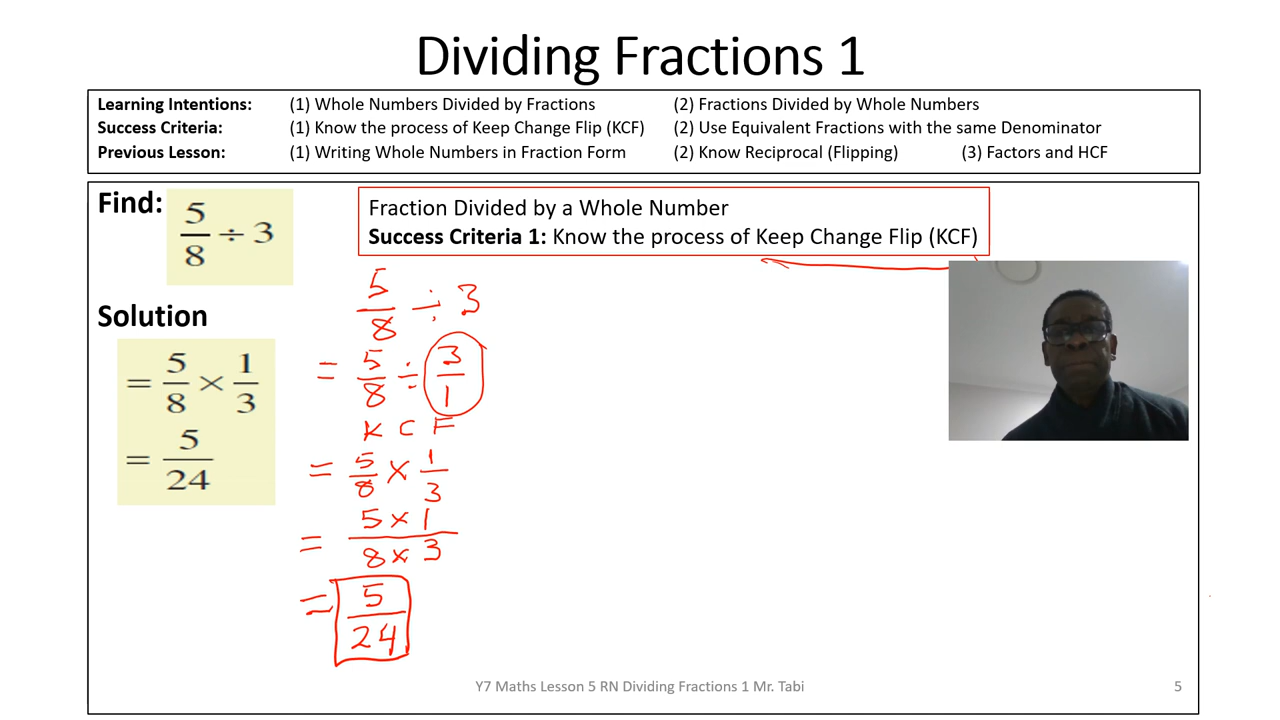 Dividing Fractions 1
Learning Intentions: (1) Whole Numbers Divided by Fractions (2) Fractions Divided by Whole Numbers
Success Criteria: (1) Know the process of Keep Change Flip (KCF) (2) Use Equivalent Fractions with the same Denominator
Previous Lesson: (1) Writing Whole Numbers in Fraction Form (2) Know Reciprocal (Flipping) (3) Factors and HCF
Find: 5/8 ÷ 3
Fraction Divided by a Whole Number
Success Criteria 1: Know the process of Keep Change Flip (KCF)
Solution
= 5/8 × 1/3
= 5/24
5/8 ÷ 3
= 5/8 ÷ 3/1
K C F
= 5/8 × 1/3
= 5 × 1 / 8 × 3
= 5/24
Y7 Maths Lesson 5 RN Dividing Fractions 1 Mr. Tabi
5